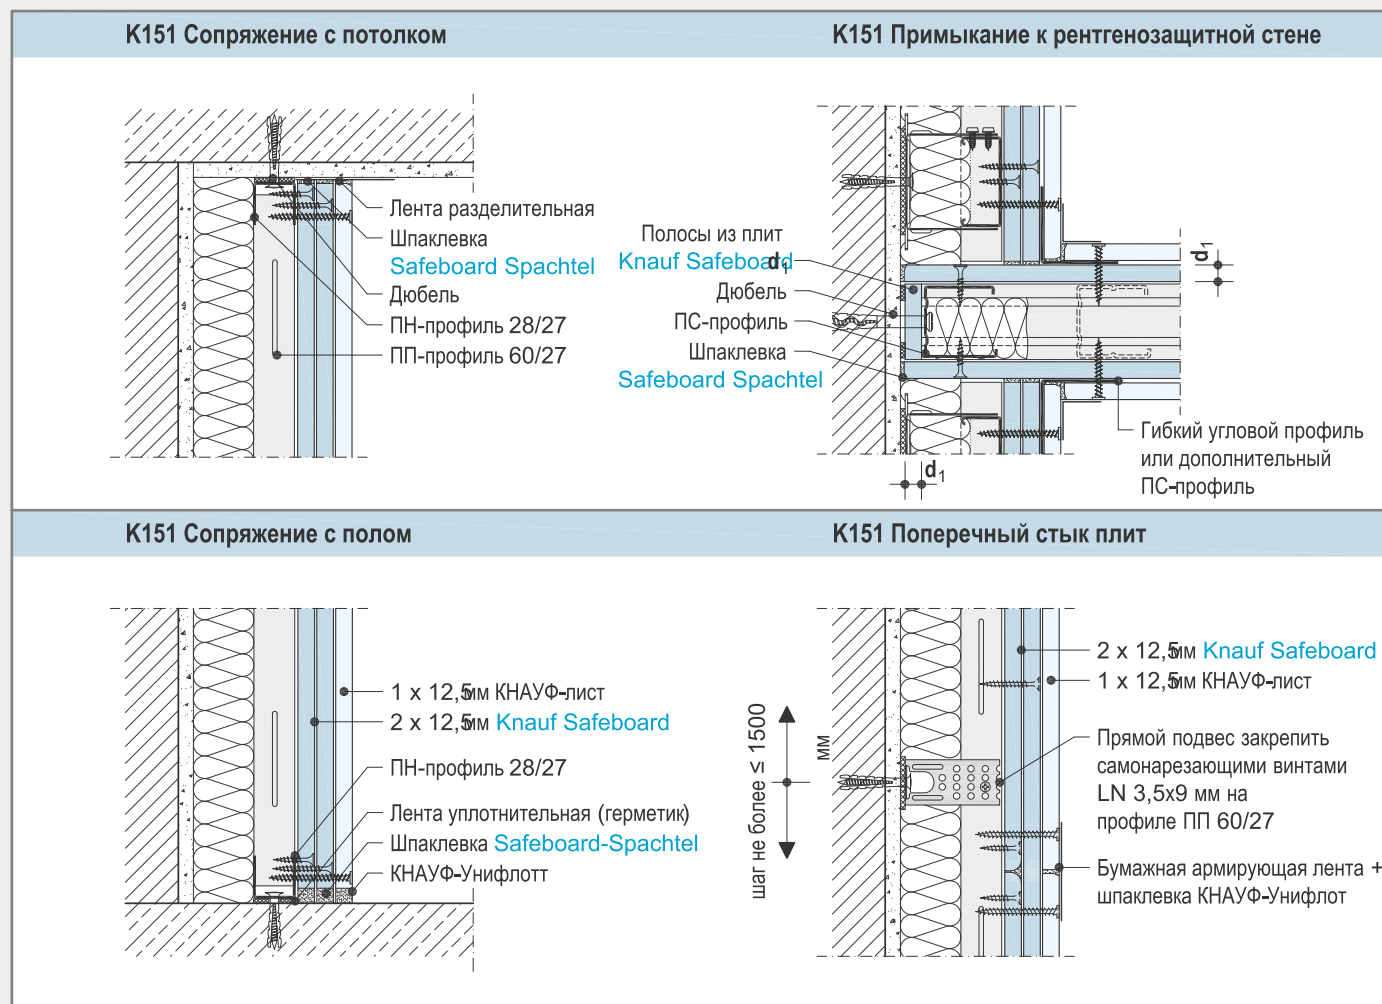 K151 Сопряжение с потолком
Лента разделительная
Шпаклевка
Safeboard Spachtel
Дюбель
ПН-профиль 28/27
ПП-профиль 60/27
K151 Примыкание к рентгенозащитной стене
Полосы из плит
Knauf Safeboard
d1
Дюбель
ПС-профиль
Шпаклевка
Safeboard Spachtel
d1
d1
Гибкий угловой профиль
или дополнительный
ПС-профиль
K151 Сопряжение с полом
1 x 12,5мм КНАУФ-лист
2 x 12,5мм Knauf Safeboard
ПН-профиль 28/27
Лента уплотнительная (герметик)
Шпаклевка Safeboard-Spachtel
КНАУФ-Унифлотт
K151 Поперечный стык плит
шаг не более ≤ 1500
мм
2 x 12,5мм Knauf Safeboard
1 x 12,5мм КНАУФ-лист
Прямой подвес закрепить
самонарезающими винтами
LN 3,5x9 мм на
профиле ПП 60/27
Бумажная армирующая лента +
шпаклевка КНАУФ-Унифлот